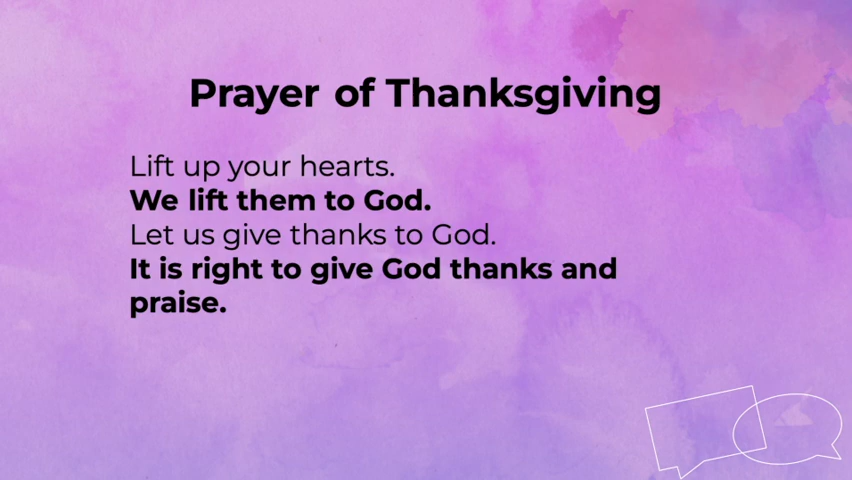 Prayer of Thanksgiving
Lift up your hearts.
We lift them to God.
Let us give thanks to God.
It is right to give God thanks and
praise.